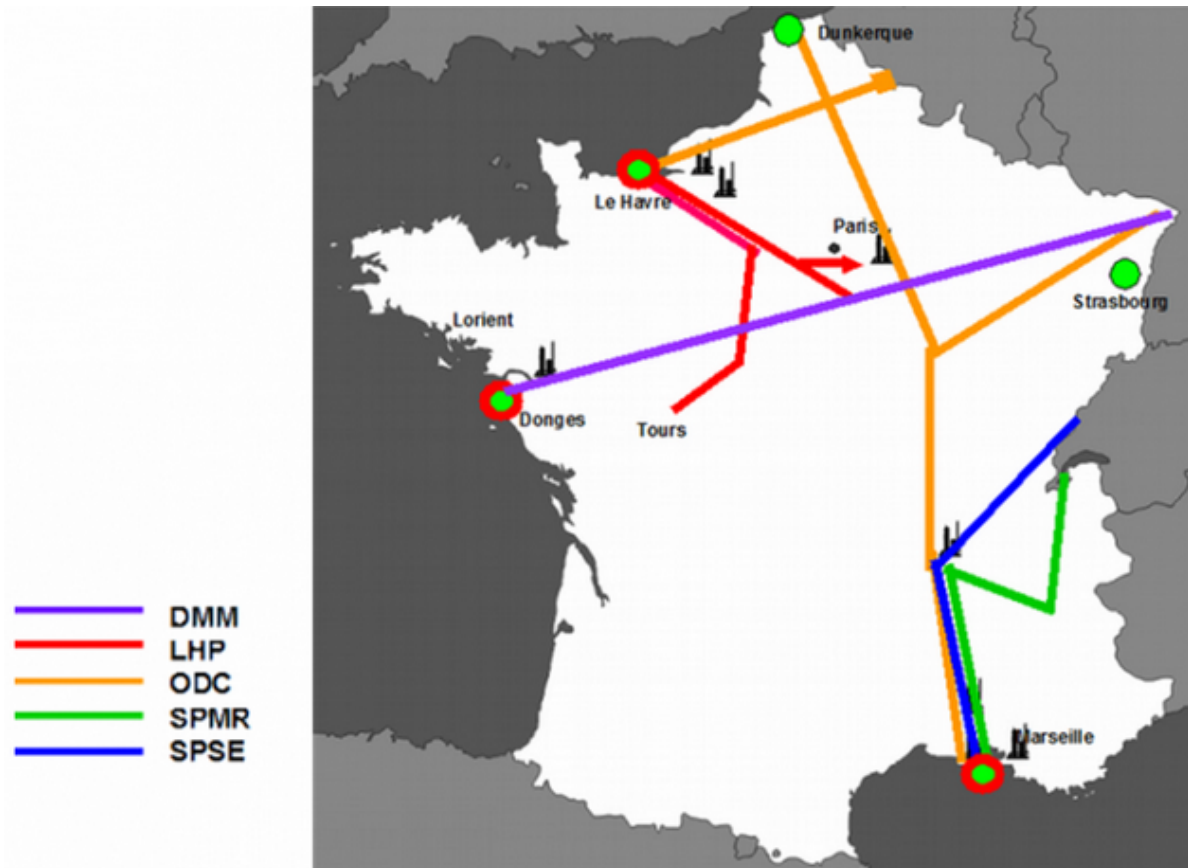 Dunkerque
Le Havre
Paris
Strasbourg
Lorient
Donges
Tours
Marseille
DMM
LHP
ODC
SPMR
SPSE